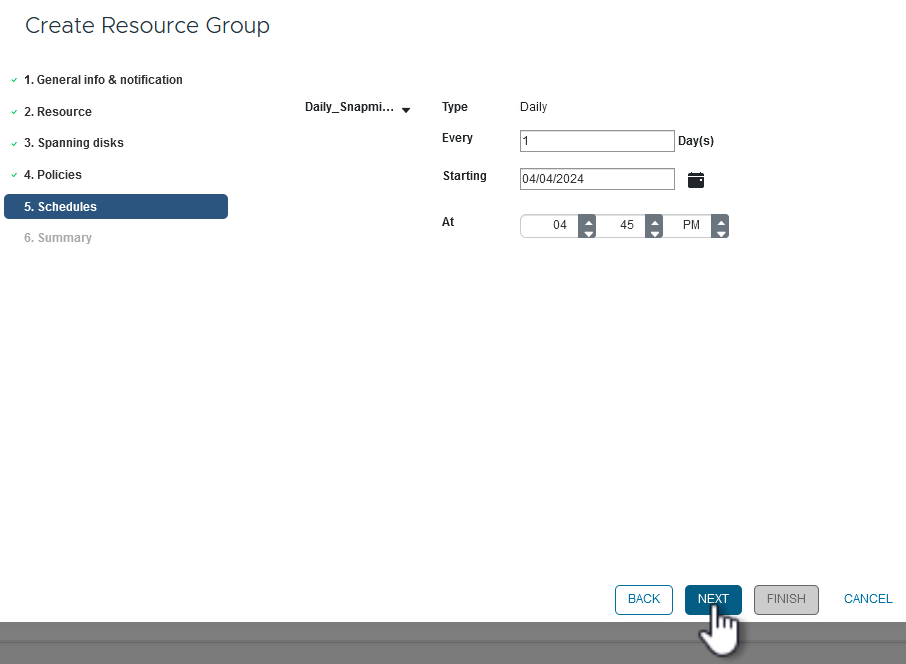 Create Resource Group
1. General info & notification
2. Resource
3. Spanning disks
4. Policies
5. Schedules
6. Summary
Daily_Snapmi...
Type Daily
Every 1 Day(s)
Starting 04/04/2024
At 04 45 PM
BACK NEXT FINISH CANCEL